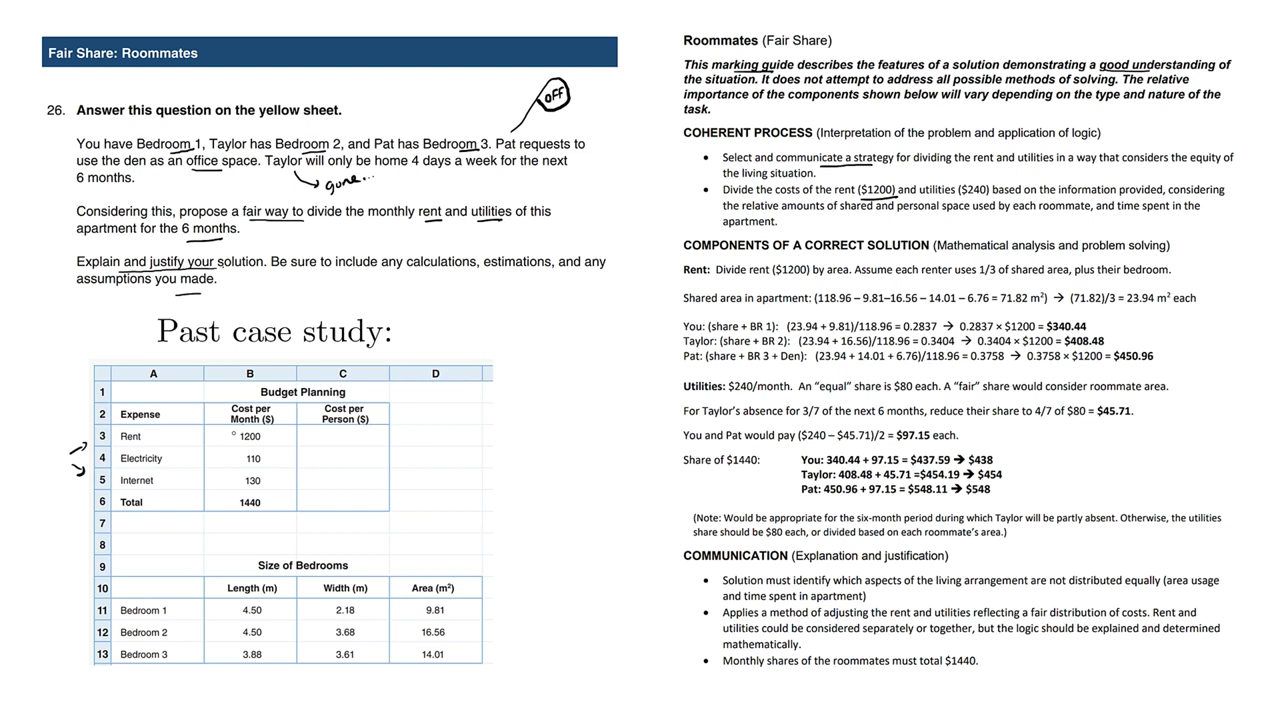 Fair Share: Roommates
26. Answer this question on the yellow sheet.
OFF
You have Bedroom 1, Taylor has Bedroom 2, and Pat has Bedroom 3. Pat requests to
use the den as an office space. Taylor will only be home 4 days a week for the next
6 months.
gone...
Considering this, propose a fair way to divide the monthly rent and utilities of this
apartment for the 6 months.
Explain and justify your solution. Be sure to include any calculations, estimations, and any
assumptions you made.
Past case study:
A B C D
1 Budget Planning
2 Expense Cost per Month ($) Cost per Person ($)
3 Rent 1200
4 Electricity 110
5 Internet 130
6 Total 1440
7
8
9 Size of Bedrooms
10 Length (m) Width (m) Area (m²)
11 Bedroom 1 4.50 2.18 9.81
12 Bedroom 2 4.50 3.68 16.56
13 Bedroom 3 3.88 3.61 14.01
Roommates (Fair Share)
This marking guide describes the features of a solution demonstrating a good understanding of
the situation. It does not attempt to address all possible methods of solving. The relative
importance of the components shown below will vary depending on the type and nature of the
task.
COHERENT PROCESS (Interpretation of the problem and application of logic)
• Select and communicate a strategy for dividing the rent and utilities in a way that considers the equity of
the living situation.
• Divide the costs of the rent ($1200) and utilities ($240) based on the information provided, considering
the relative amounts of shared and personal space used by each roommate, and time spent in the
apartment.
COMPONENTS OF A CORRECT SOLUTION (Mathematical analysis and problem solving)
Rent: Divide rent ($1200) by area. Assume each renter uses 1/3 of shared area, plus their bedroom.
Shared area in apartment: (118.96 – 9.81–16.56 – 14.01 – 6.76 = 71.82 m²) → (71.82)/3 = 23.94 m² each
You: (share + BR 1): (23.94 + 9.81)/118.96 = 0.2837 → 0.2837 × $1200 = $340.44
Taylor: (share + BR 2): (23.94 + 16.56)/118.96 = 0.3404 → 0.3404 × $1200 = $408.48
Pat: (share + BR 3 + Den): (23.94 + 14.01 + 6.76)/118.96 = 0.3758 → 0.3758 × $1200 = $450.96
Utilities: $240/month. An “equal” share is $80 each. A “fair” share would consider roommate area.
For Taylor’s absence for 3/7 of the next 6 months, reduce their share to 4/7 of $80 = $45.71.
You and Pat would pay ($240 – $45.71)/2 = $97.15 each.
Share of $1440: You: 340.44 + 97.15 = $437.59 → $438
Taylor: 408.48 + 45.71 =$454.19 → $454
Pat: 450.96 + 97.15 = $548.11 → $548
(Note: Would be appropriate for the six-month period during which Taylor will be partly absent. Otherwise, the utilities
share should be $80 each, or divided based on each roommate’s area.)
COMMUNICATION (Explanation and justification)
• Solution must identify which aspects of the living arrangement are not distributed equally (area usage
and time spent in apartment)
• Applies a method of adjusting the rent and utilities reflecting a fair distribution of costs. Rent and
utilities could be considered separately or together, but the logic should be explained and determined
mathematically.
• Monthly shares of the roommates must total $1440.